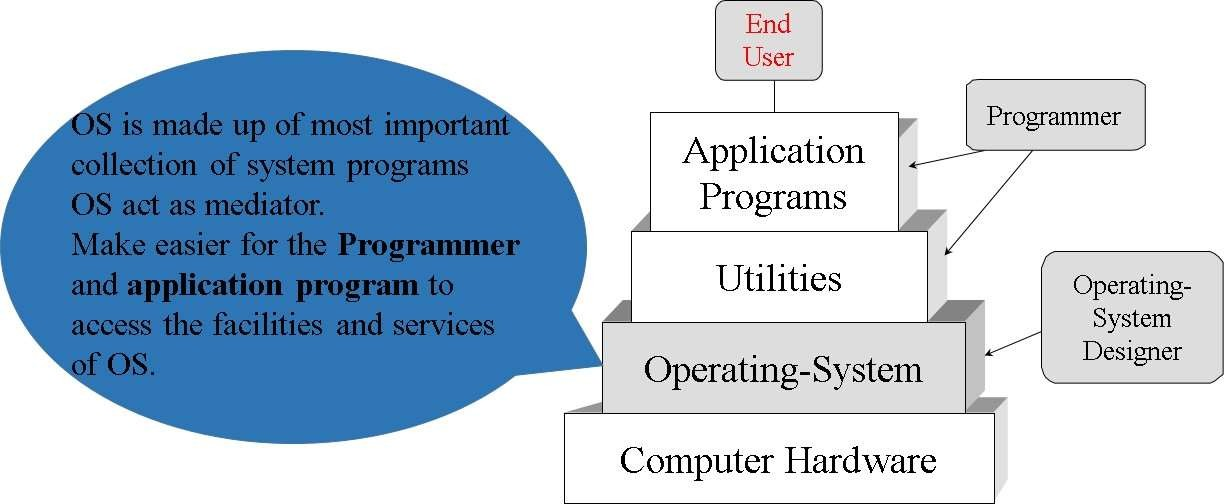 OS is made up of most important
collection of system programs
OS act as mediator.
Make easier for the Programmer
and application program to
access the facilities and services
of OS.
End
User
Programmer
Application
Programs
Utilities
Operating-
System
Designer
Operating-System
Computer Hardware